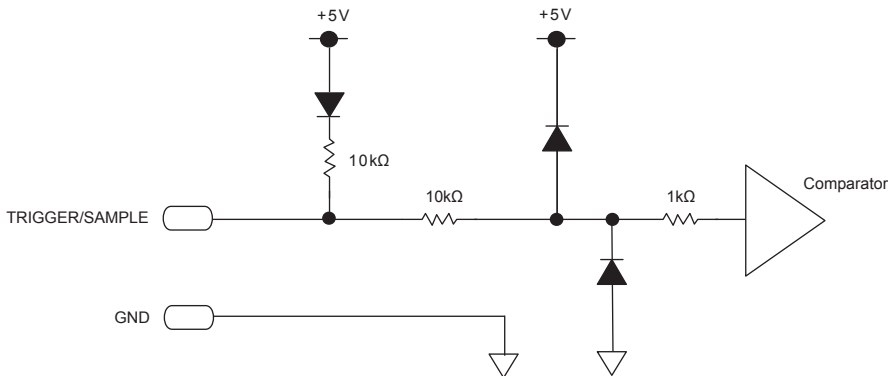 +5V
+5V
10kΩ
10kΩ
1kΩ
Comparator
TRIGGER/SAMPLE
GND